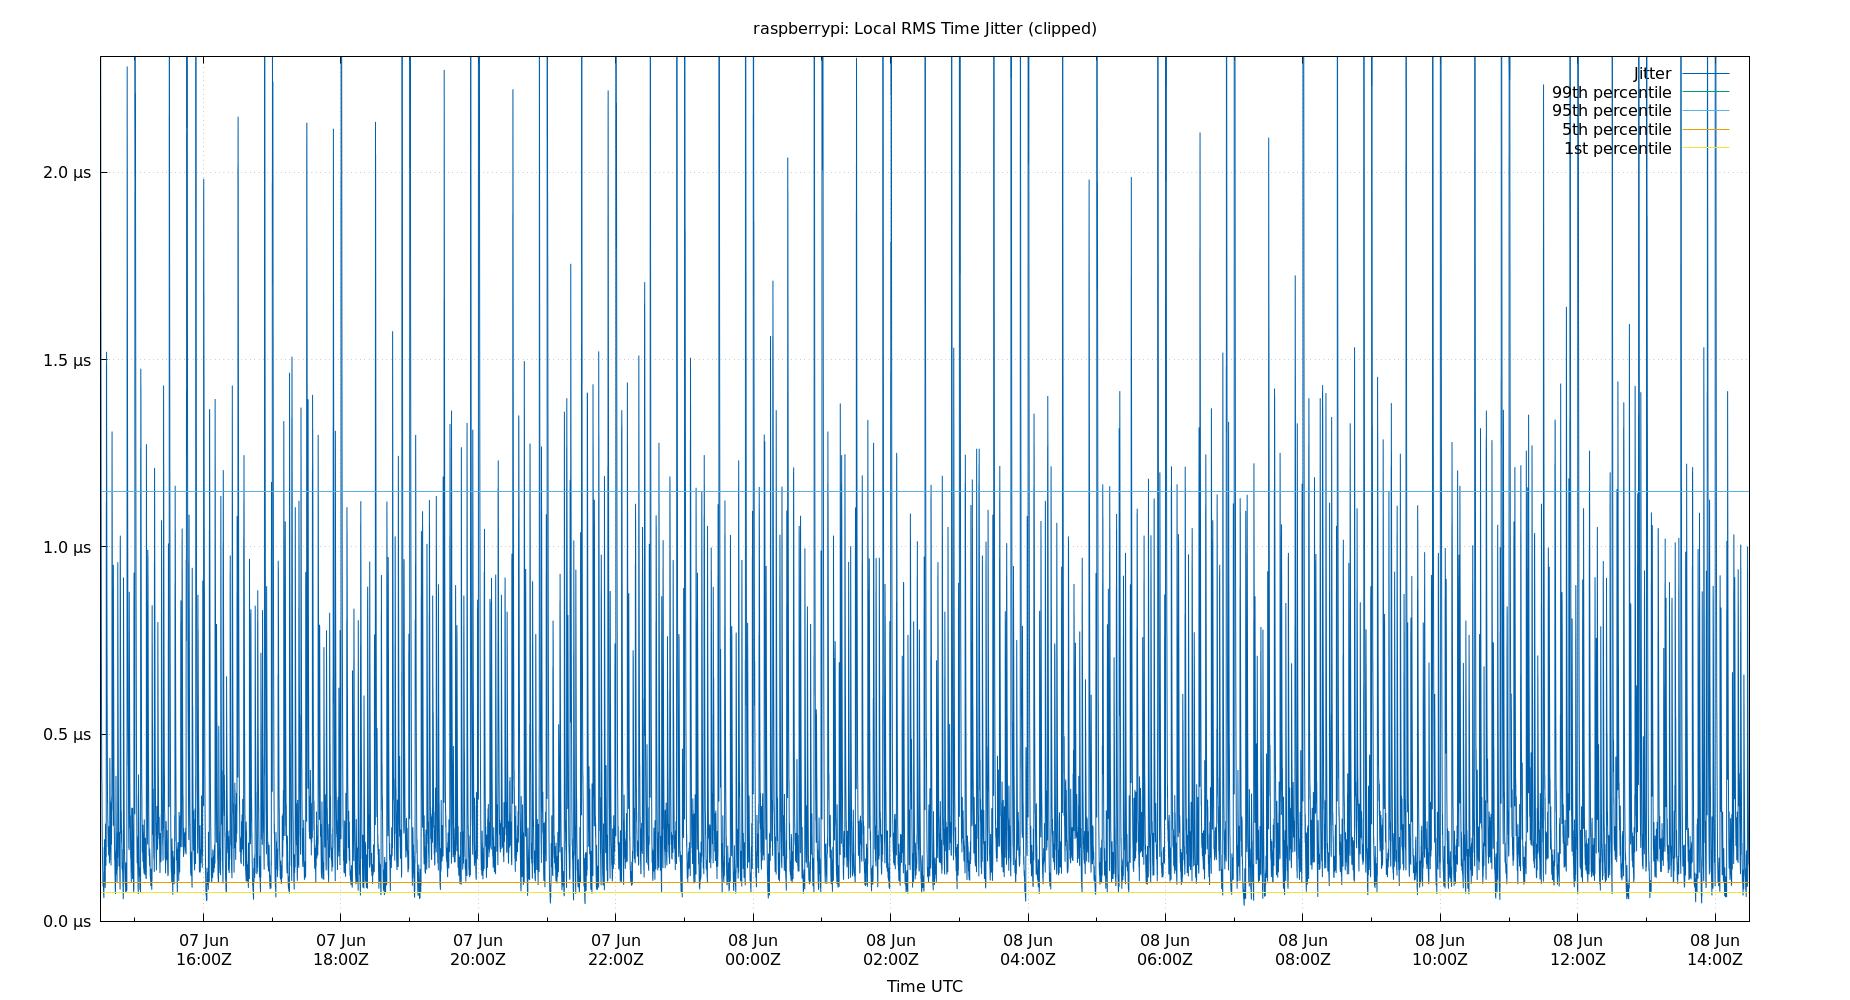 raspberrypi: Local RMS Time Jitter (clipped)
Jitter
99th percentile
95th percentile
5th percentile
1st percentile
2.0 µs
1.5 µs
1.0 µs
0.5 µs
0.0 µs
07 Jun 07 Jun 07 Jun 07 Jun 08 Jun 08 Jun 08 Jun 08 Jun 08 Jun 08 Jun 08 Jun 08 Jun
16:00Z 18:00Z 20:00Z 22:00Z 00:00Z 02:00Z 04:00Z 06:00Z 08:00Z 10:00Z 12:00Z 14:00Z
Time UTC